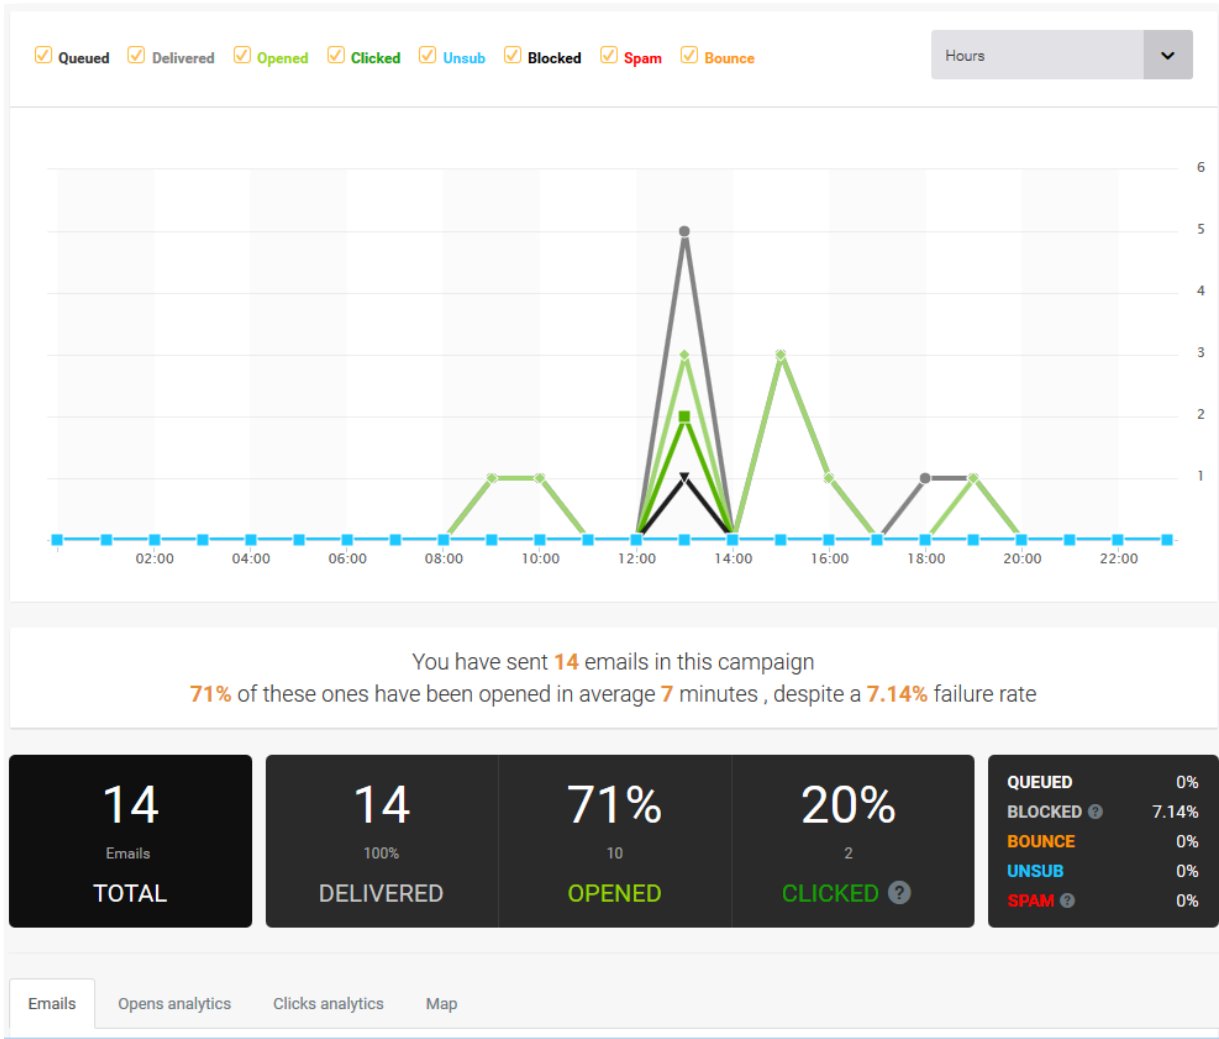 Queued Delivered Opened Clicked Unsub Blocked Spam Bounce
Hours
6
5
4
3
2
1
02:00 04:00 06:00 08:00 10:00 12:00 14:00 16:00 18:00 20:00 22:00
You have sent 14 emails in this campaign
71% of these ones have been opened in average 7 minutes , despite a 7.14% failure rate
14
Emails
TOTAL
14
100%
DELIVERED
71%
10
OPENED
20%
2
CLICKED ?
QUEUED 0%
BLOCKED ? 7.14%
BOUNCE 0%
UNSUB 0%
SPAM ? 0%
Emails Opens analytics Clicks analytics Map